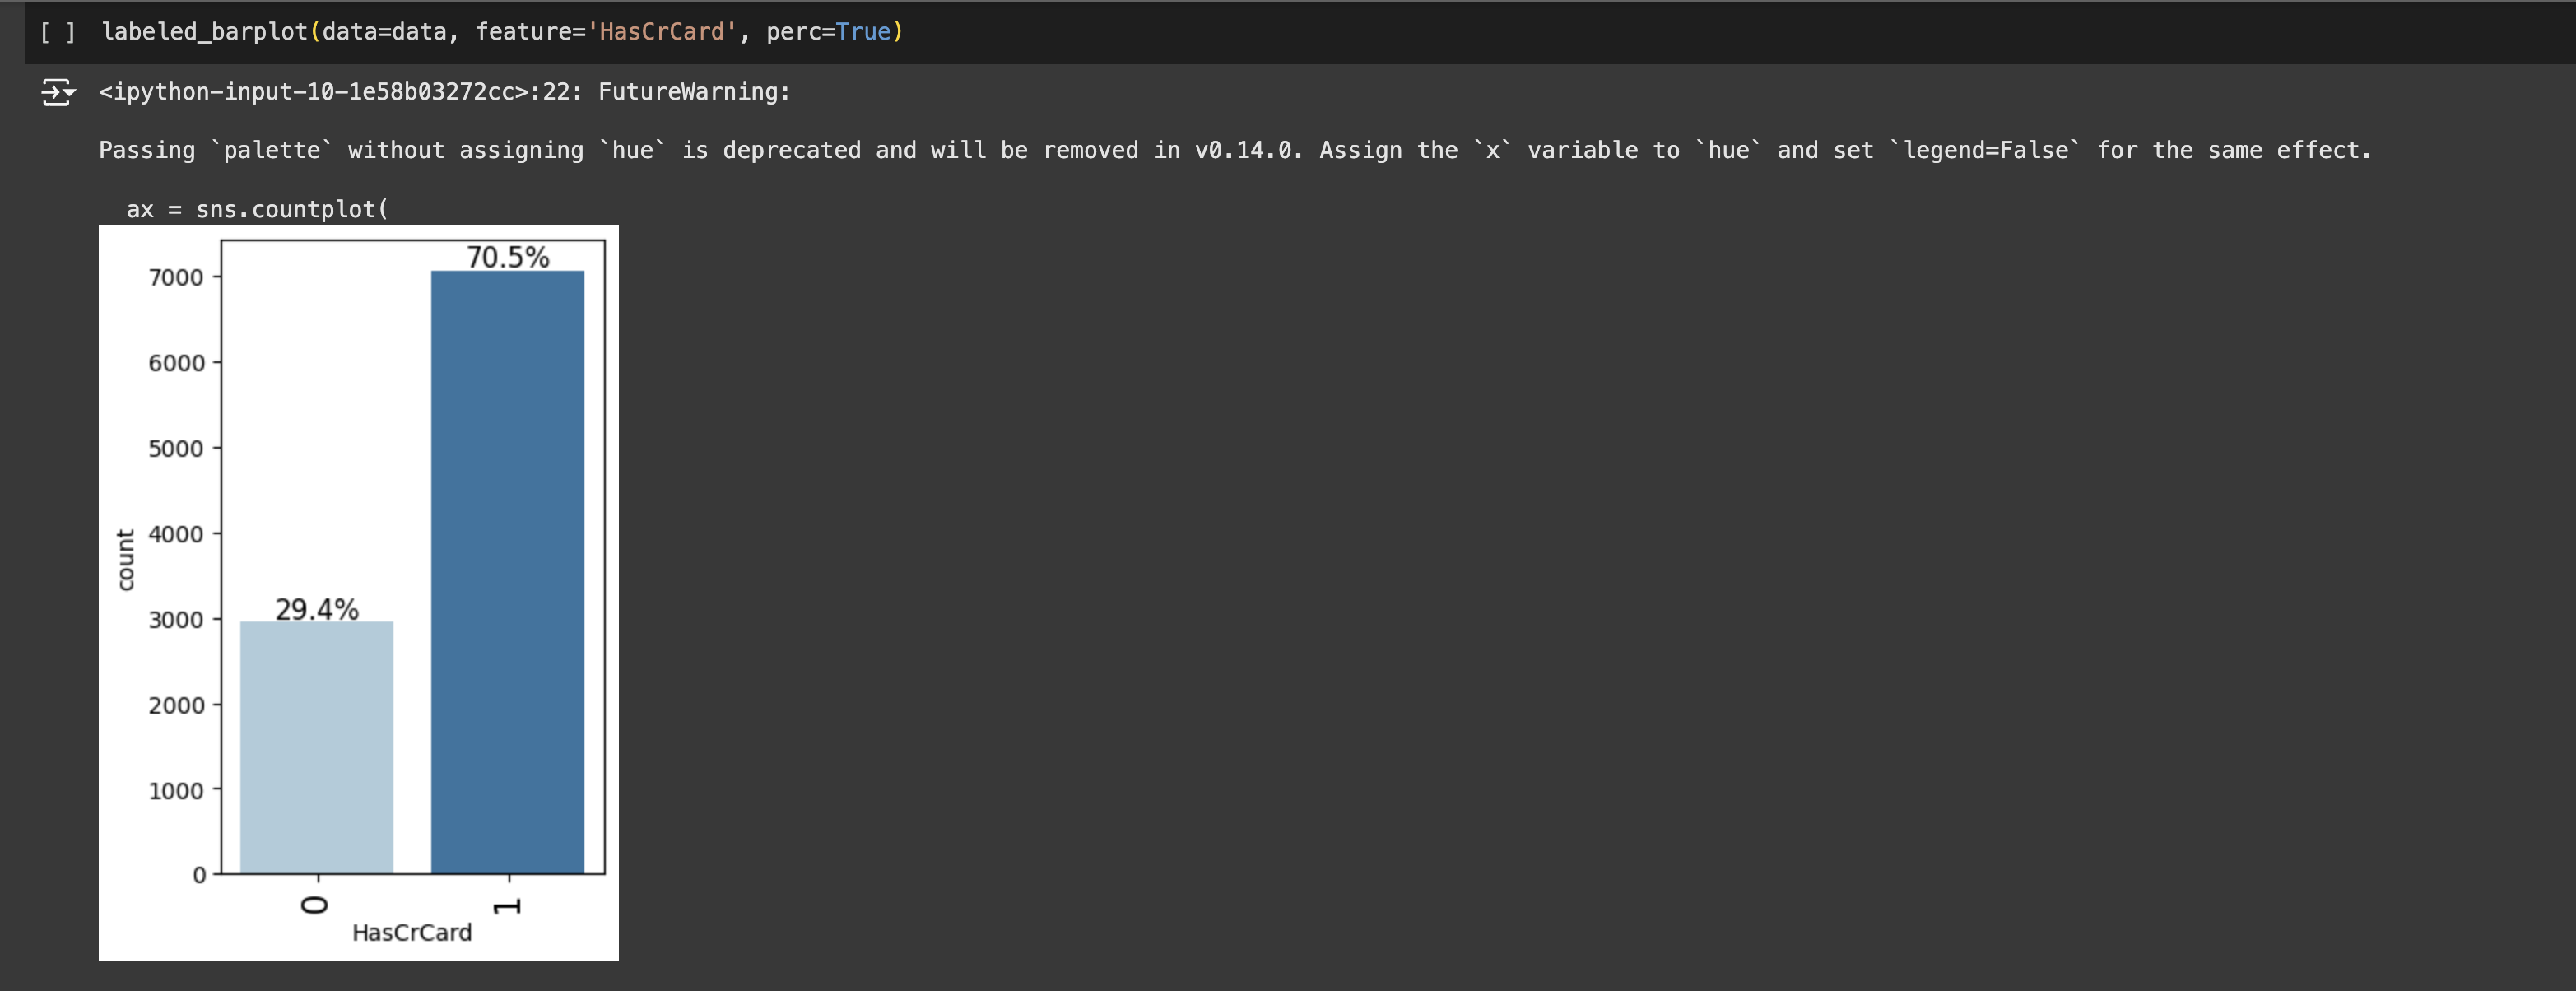 [ ] labeled_barplot(data=data, feature='HasCrCard', perc=True)
<ipython-input-10-1e58b03272cc>:22: FutureWarning:
Passing `palette` without assigning `hue` is deprecated and will be removed in v0.14.0. Assign the `x` variable to `hue` and set `legend=False` for the same effect.
ax = sns.countplot(
70.5%
7000
6000
5000
4000
count
29.4%
3000
2000
1000
0
0
1
HasCrCard